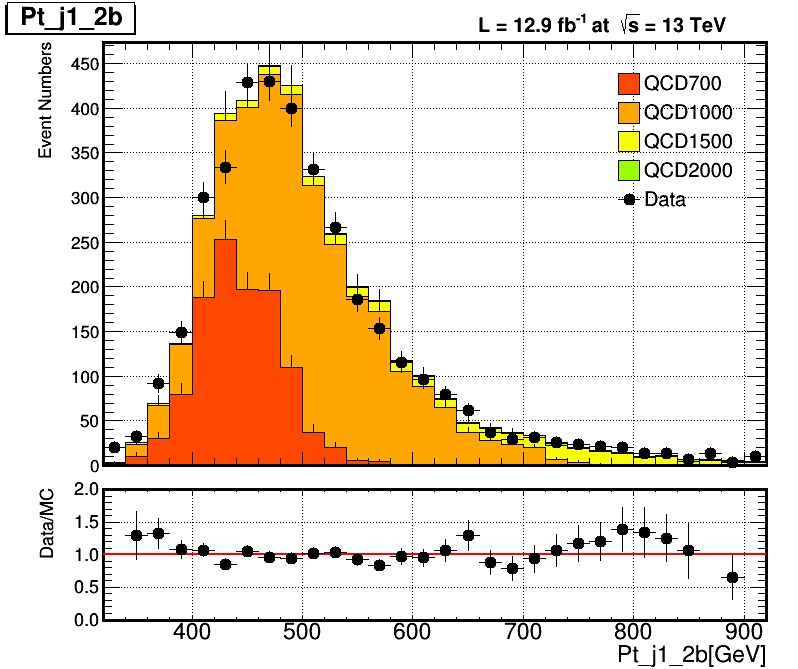 Pt_j1_2b
L = 12.9 fb-1 at √s = 13 TeV
Event Numbers
450
400
350
300
250
200
150
100
50
0
QCD700
QCD1000
QCD1500
QCD2000
Data
Data/MC
2.0
1.5
1.0
0.5
0.0
400 500 600 700 800 900
Pt_j1_2b[GeV]